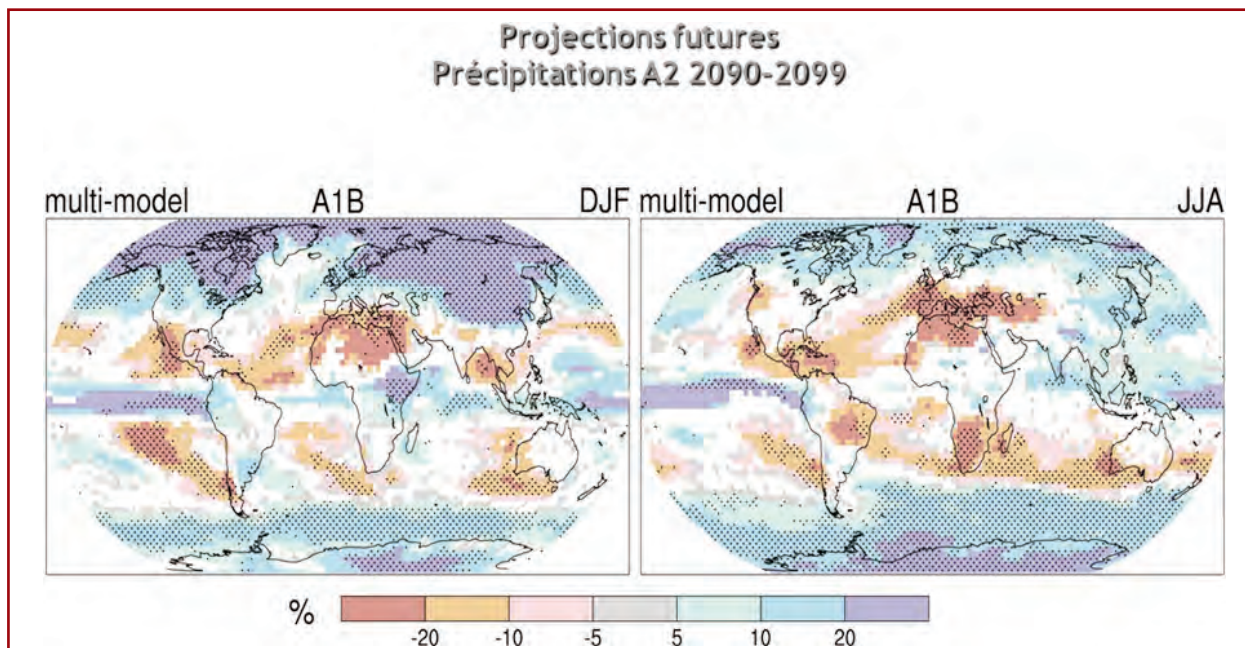 Projections futures
Précipitations A2 2090-2099
multi-model A1B DJF
multi-model A1B JJA
%
-20 -10 -5 5 10 20